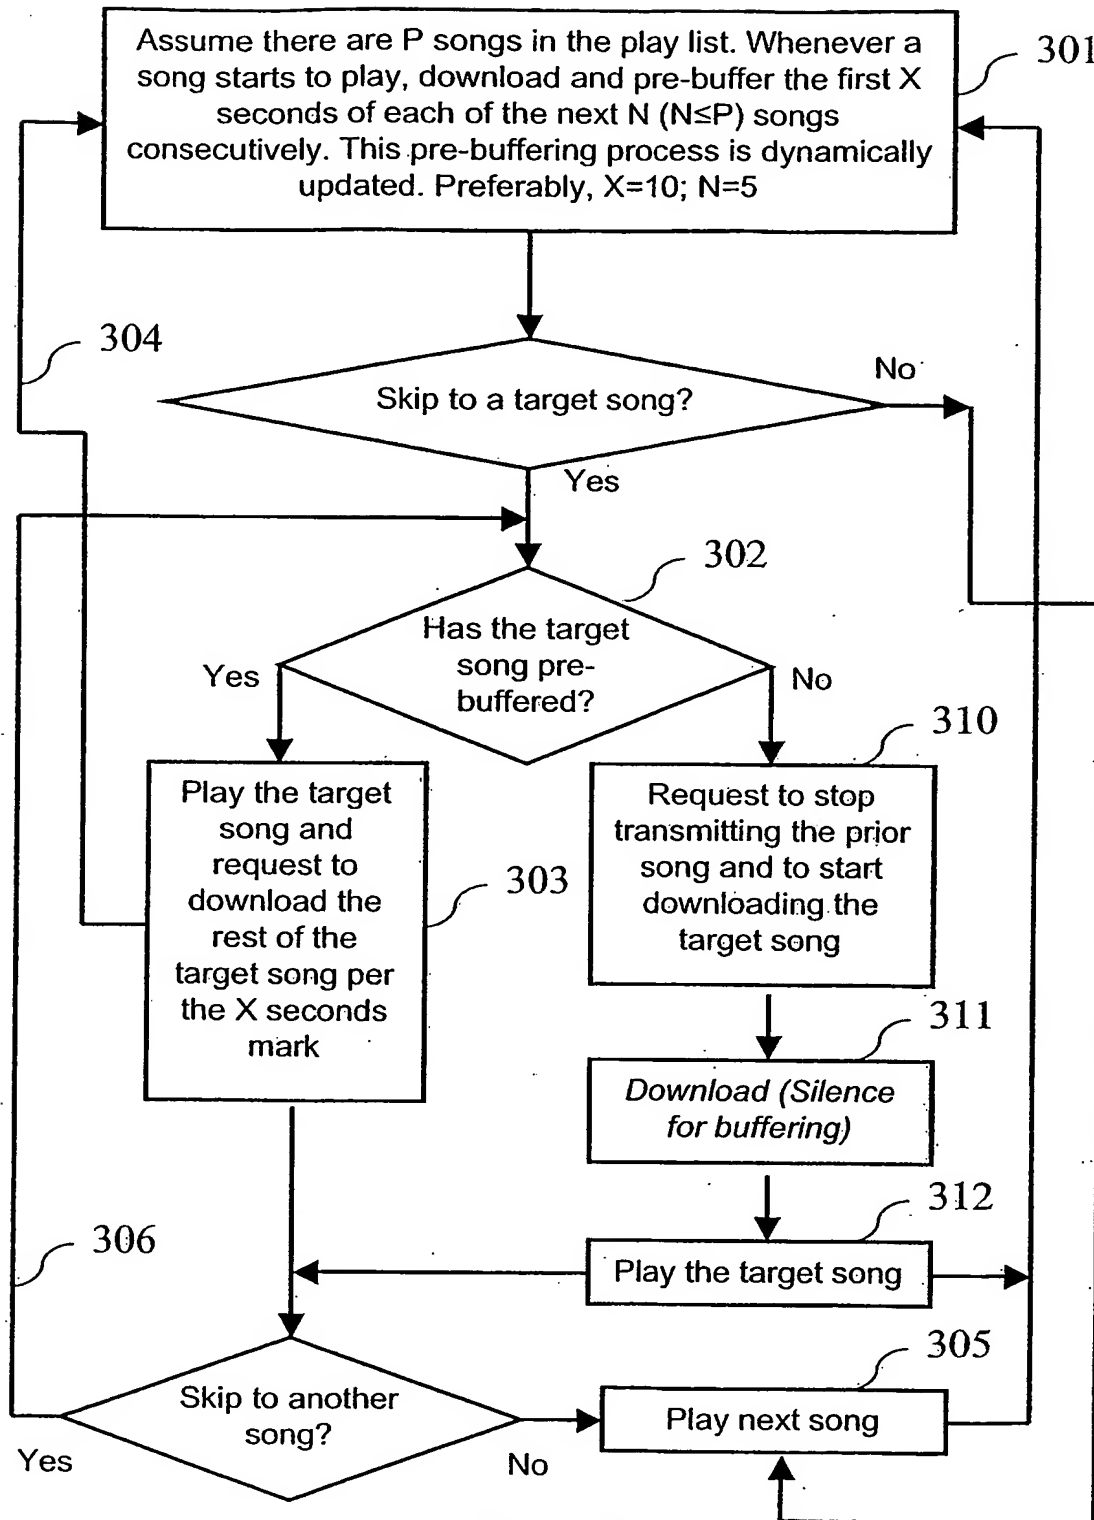 Assume there are P songs in the play list. Whenever a
song starts to play, download and pre-buffer the first X
seconds of each of the next N (N≤P) songs
consecutively. This pre-buffering process is dynamically
updated. Preferably, X=10; N=5
301
304
Skip to a target song?
No
Yes
302
Has the target
song pre-
buffered?
Yes
No
310
Play the target
song and
request to
download the
rest of the
target song per
the X seconds
mark
303
Request to stop
transmitting the prior
song and to start
downloading the
target song
311
Download (Silence
for buffering)
312
Play the target song
306
305
Skip to another
song?
Play next song
Yes
No